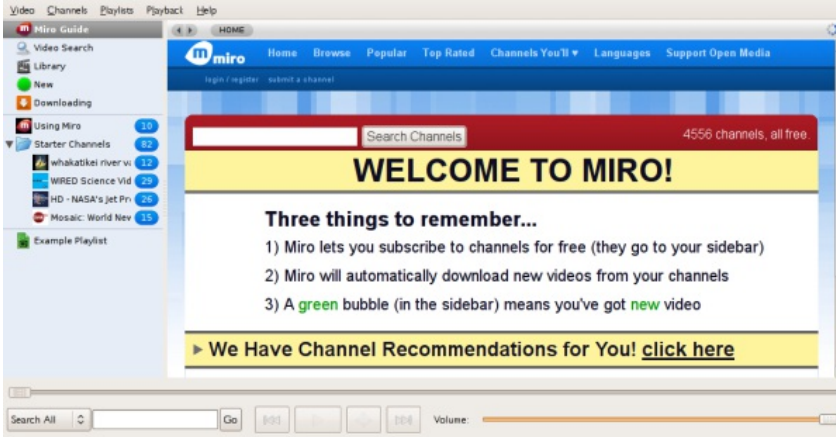 Video Channels Playlists Playback Help
Miro Guide
HOME
Video Search
Library
New
Downloading
Using Miro 10
Starter Channels 82
whakatikei river va 12
WIRED Science Vid 29
HD - NASA's Jet Pro 26
Mosaic: World New 15
Example Playlist
miro
Home Browse Popular Top Rated Channels You'll ♥ Languages Support Open Media
login / register submit a channel
Search Channels 4556 channels, all free.
WELCOME TO MIRO!
Three things to remember...
1) Miro lets you subscribe to channels for free (they go to your sidebar)
2) Miro will automatically download new videos from your channels
3) A green bubble (in the sidebar) means you've got new video
We Have Channel Recommendations for You! click here
Search All Go Volume: